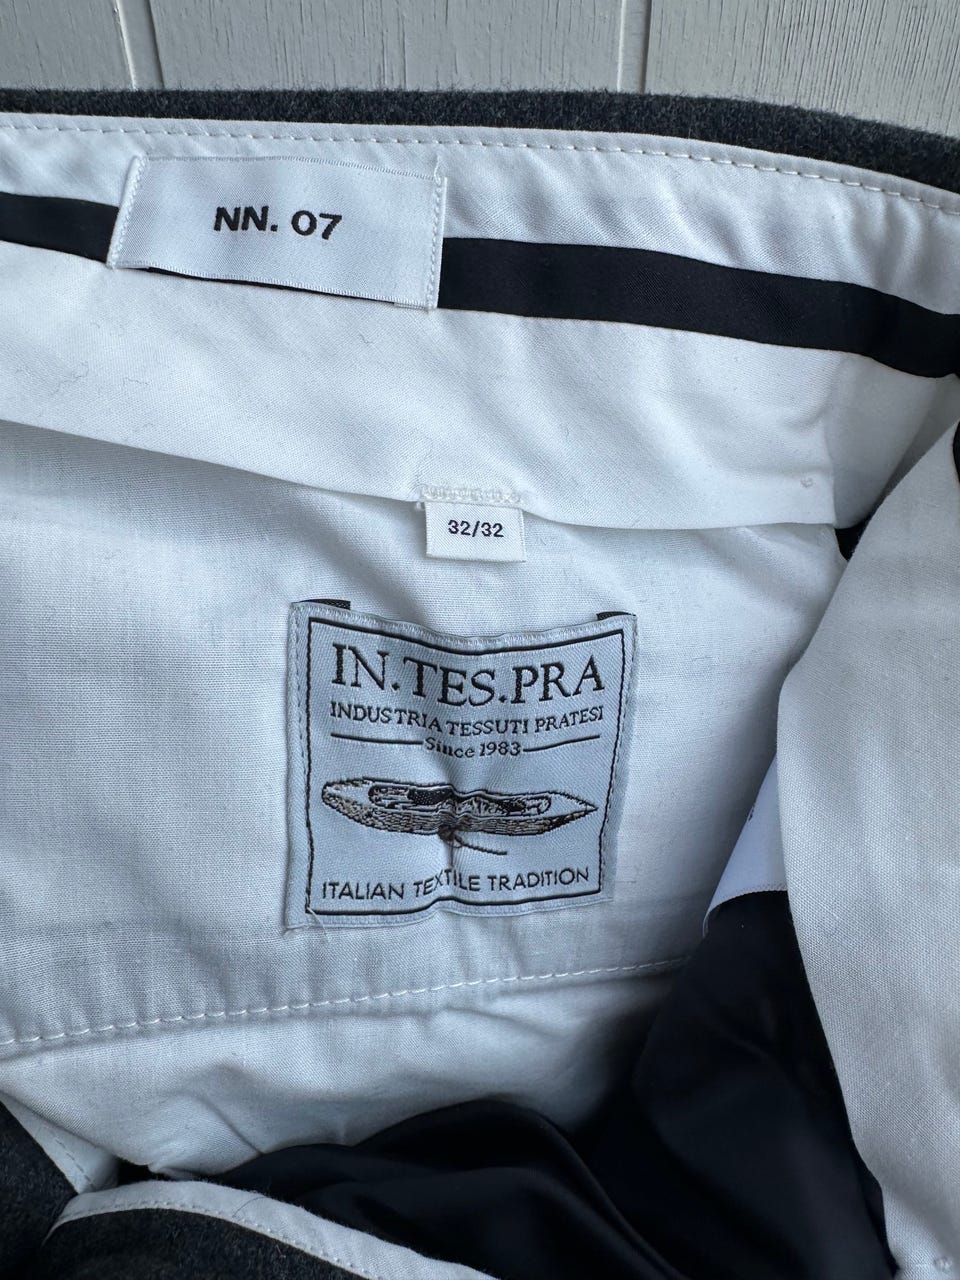 NN. 07
32/32
IN.TES.PRA
INDUSTRIA TESSUTI PRATESI
Since 1983
ITALIAN TEXTILE TRADITION